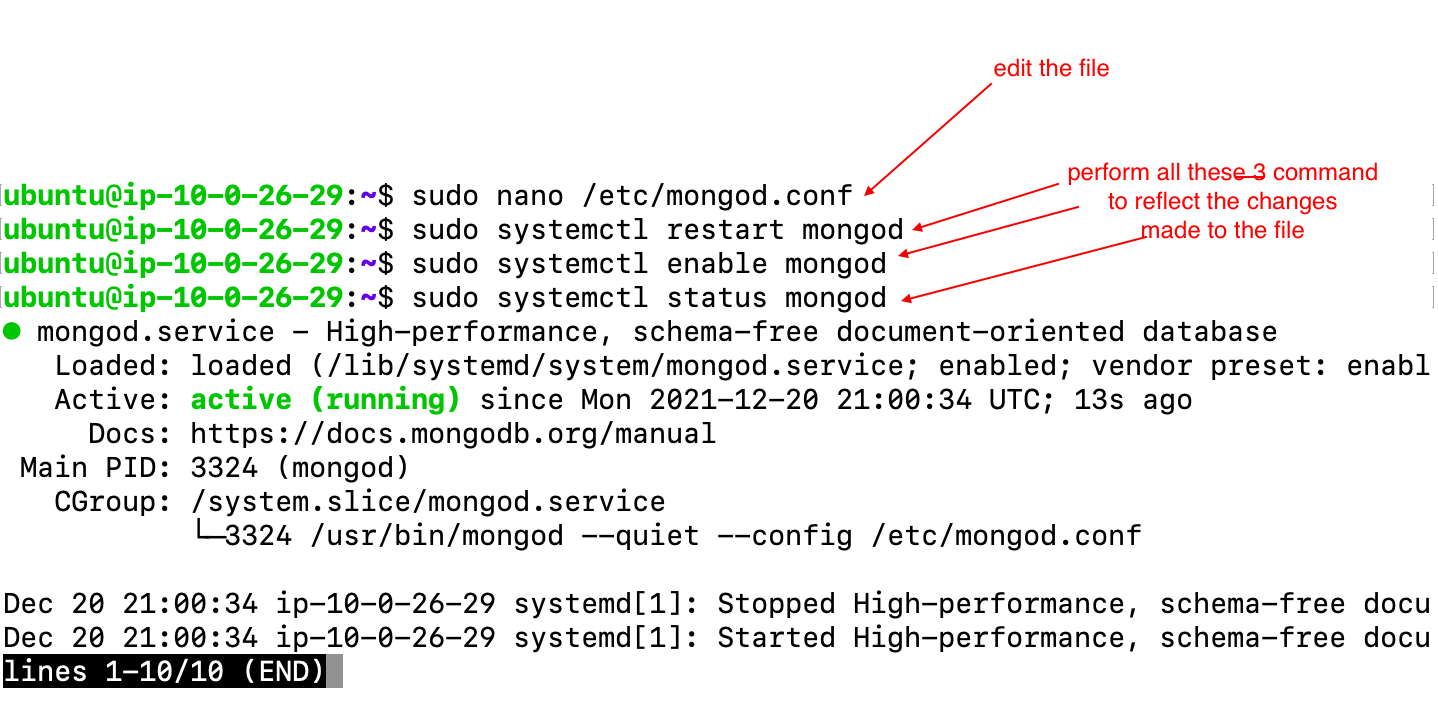 edit the file
perform all these 3 command
to reflect the changes
made to the file
ubuntu@ip-10-0-26-29:~$ sudo nano /etc/mongod.conf
ubuntu@ip-10-0-26-29:~$ sudo systemctl restart mongod
ubuntu@ip-10-0-26-29:~$ sudo systemctl enable mongod
ubuntu@ip-10-0-26-29:~$ sudo systemctl status mongod
● mongod.service - High-performance, schema-free document-oriented database
Loaded: loaded (/lib/systemd/system/mongod.service; enabled; vendor preset: enabl
Active: active (running) since Mon 2021-12-20 21:00:34 UTC; 13s ago
Docs: https://docs.mongodb.org/manual
Main PID: 3324 (mongod)
CGroup: /system.slice/mongod.service
└─3324 /usr/bin/mongod --quiet --config /etc/mongod.conf
Dec 20 21:00:34 ip-10-0-26-29 systemd[1]: Stopped High-performance, schema-free docu
Dec 20 21:00:34 ip-10-0-26-29 systemd[1]: Started High-performance, schema-free docu
lines 1-10/10 (END)